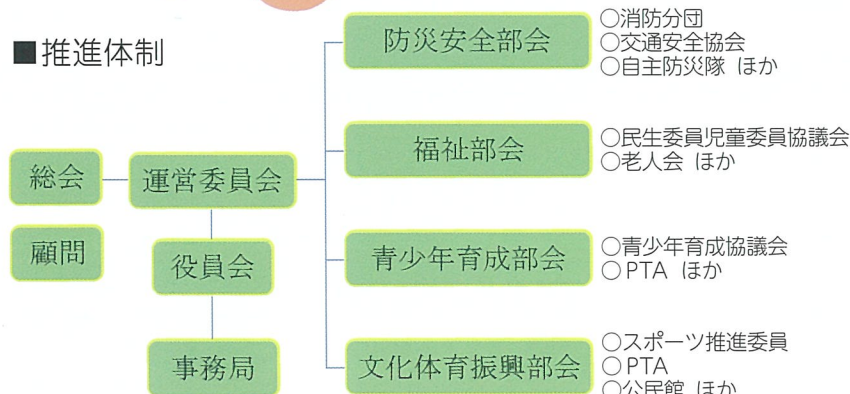 ■推進体制
総会
顧問
運営委員会
役員会
事務局
防災安全部会
○消防分団
○交通安全協会
○自主防災隊 ほか
福祉部会
○民生委員児童委員協議会
○老人会 ほか
青少年育成部会
○青少年育成協議会
○PTA ほか
文化体育振興部会
○スポーツ推進委員
○PTA
○公民館 ほか